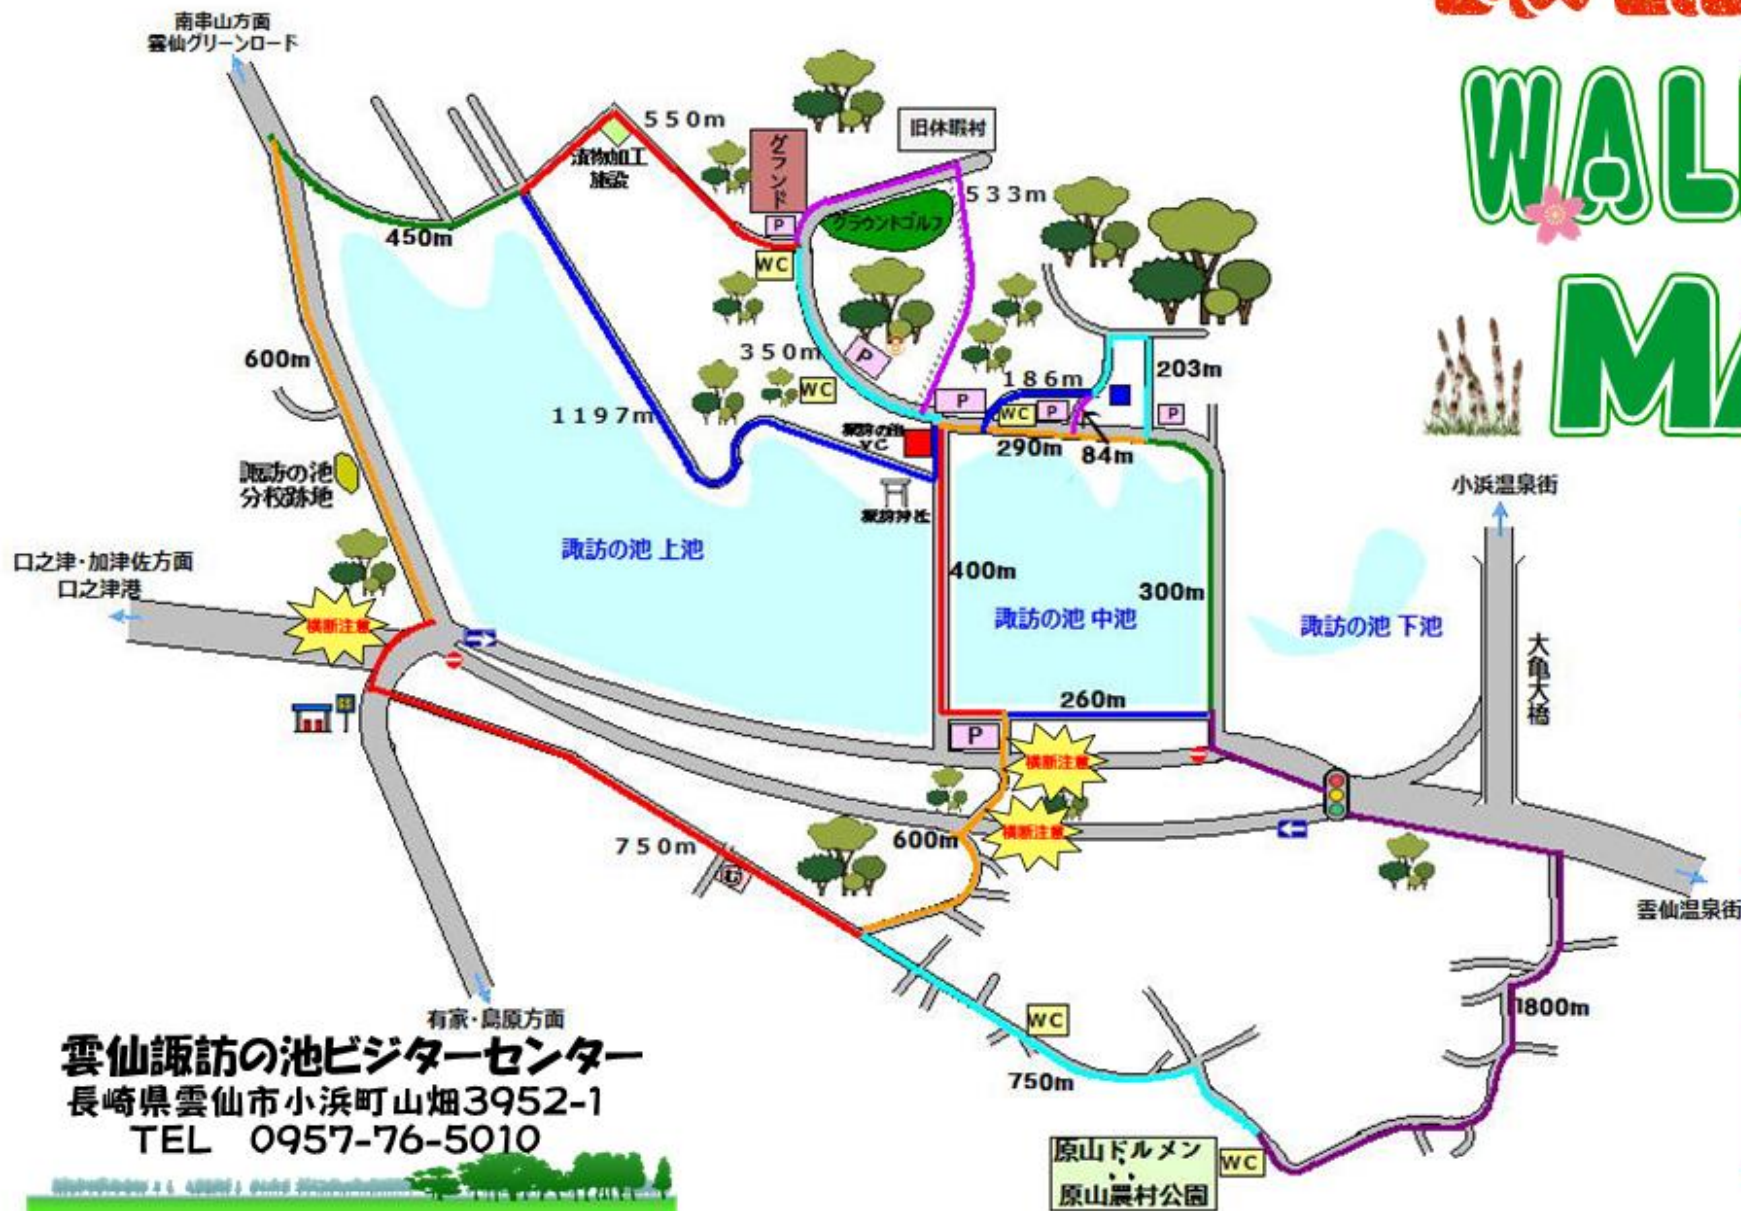 南串山方面
雲仙グリーンロード
WAL
550m
グランド
旧休暇村
漬物加工
施設
533m
P
グラウンドゴルフ
450m
WC
600m
350m
P
203m
186m
WC
P
WC
P
P
1197m
諏訪の池
VC
290m
84m
諏訪の池
分校跡地
小浜温泉街
諏訪神社
諏訪の池 上池
口之津・加津佐方面
口之津港
400m
300m
諏訪の池 中池
諏訪の池 下池
横断注意
大亀大橋
260m
P
横断注意
横断注意
750m
600m
雲仙温泉街
1800m
有家・島原方面
WC
750m
雲仙諏訪の池ビジターセンター
長崎県雲仙市小浜町山畑3952-1
TEL 0957-76-5010
原山ドルメン
原山農村公園
WC